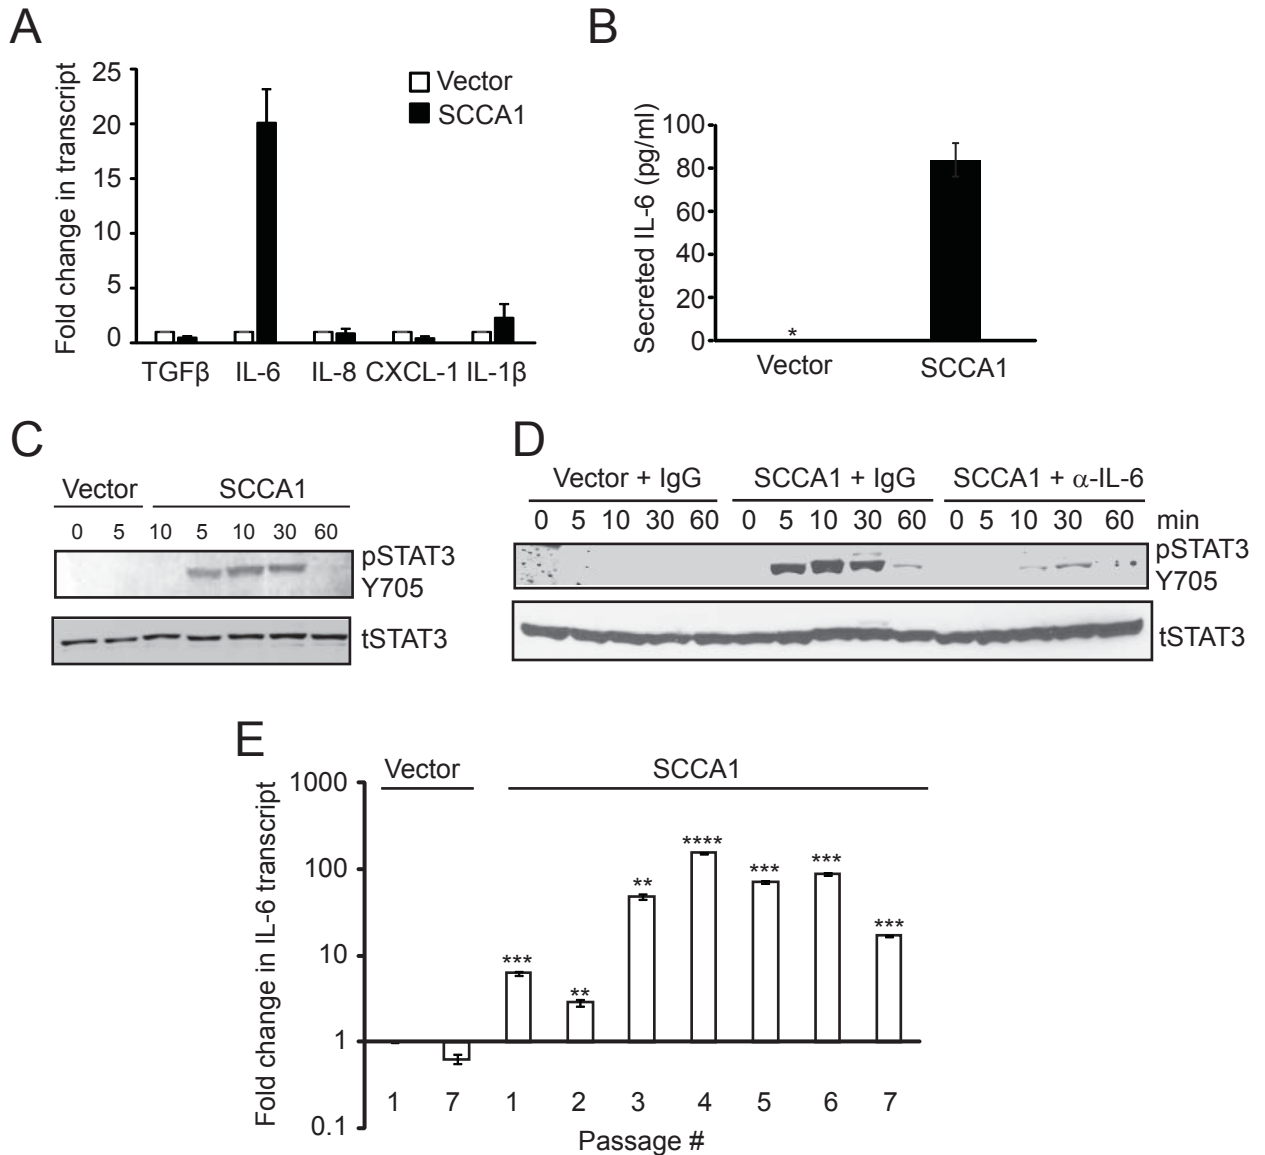 A
Fold change in transcript
25
20
15
10
5
0
Vector
SCCA1
TGFβ IL-6 IL-8 CXCL-1 IL-1β
B
Secreted IL-6 (pg/ml)
100
80
60
40
20
0
*
Vector SCCA1
C
Vector SCCA1
0 5 10 5 10 30 60
pSTAT3
Y705
tSTAT3
D
Vector + IgG SCCA1 + IgG SCCA1 + α-IL-6
0 5 10 30 60 0 5 10 30 60 0 5 10 30 60 min
pSTAT3
Y705
tSTAT3
E
Fold change in IL-6 transcript
1000
100
10
1
0.1
Vector SCCA1
*** ** ** **** *** *** ***
1 7 1 2 3 4 5 6 7
Passage #